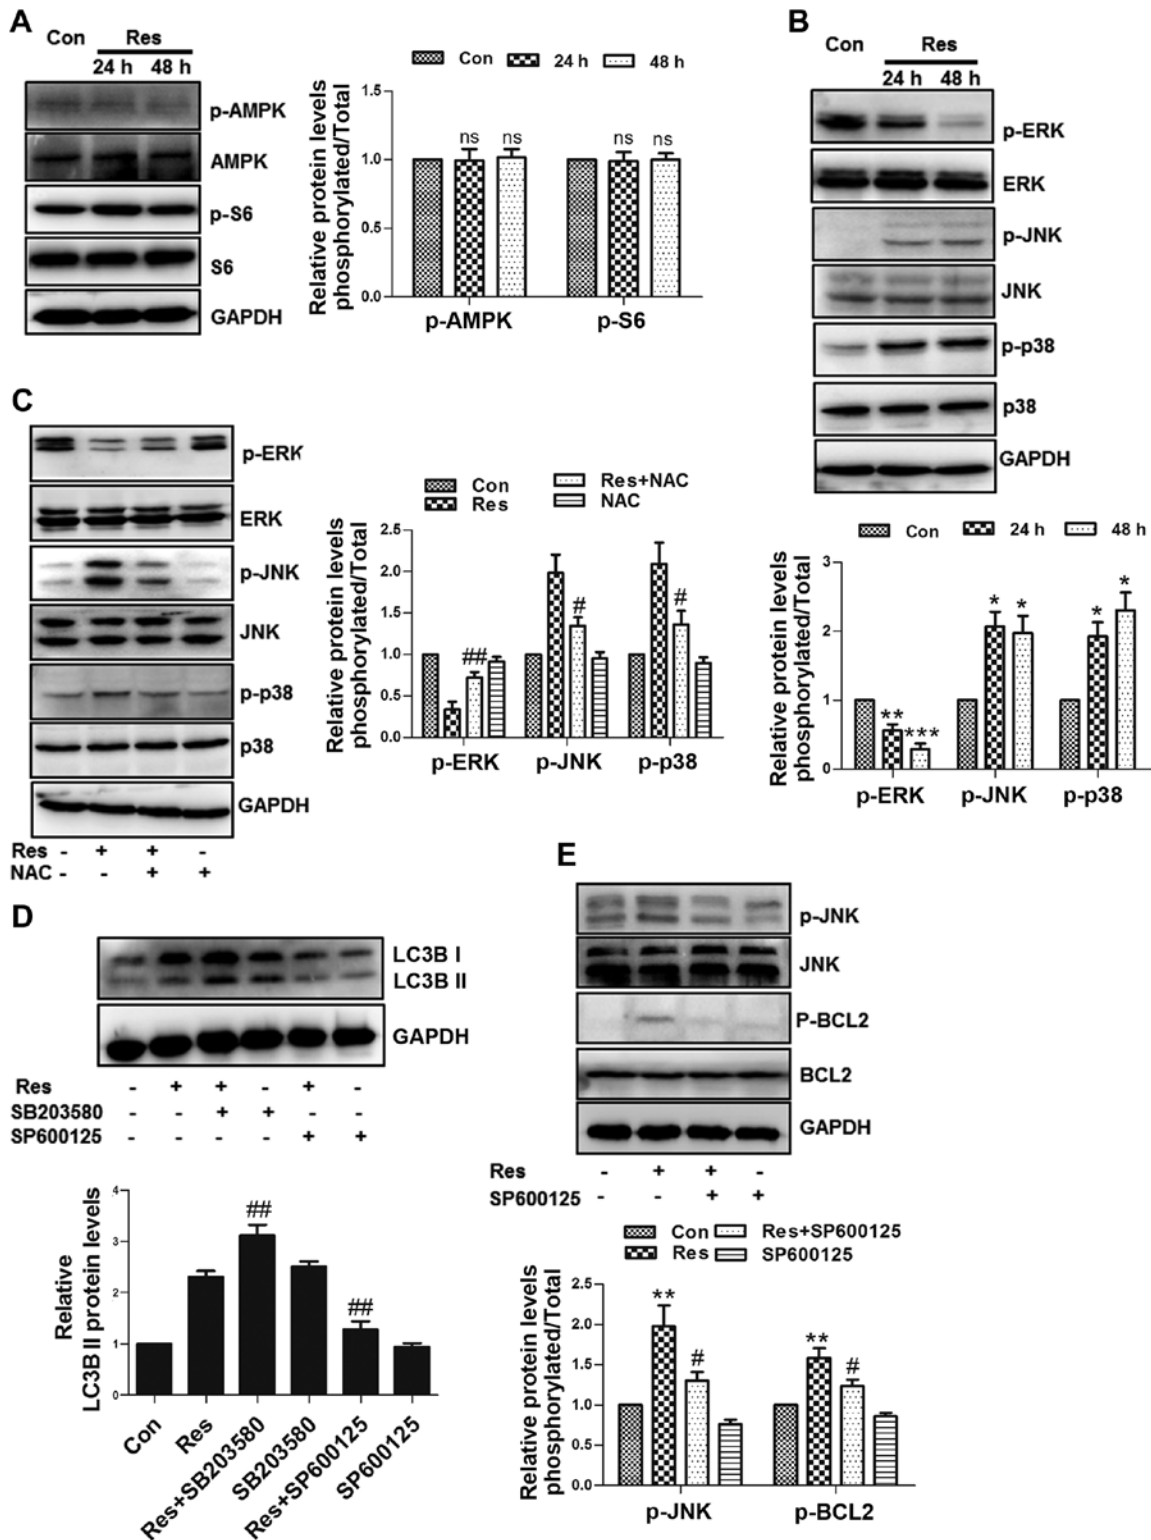 A
Con Res
24 h 48 h
p-AMPK
AMPK
p-S6
S6
GAPDH
Con 24 h 48 h
Relative protein levels
phosphorylated/Total
1.5
1.0
0.5
0.0
ns ns ns ns
p-AMPK p-S6
B
Con Res
24 h 48 h
p-ERK
ERK
p-JNK
JNK
p-p38
p38
GAPDH
Con 24 h 48 h
Relative protein levels
phosphorylated/Total
3
2
1
0
** *** * * * *
p-ERK p-JNK p-p38
C
p-ERK
ERK
p-JNK
JNK
p-p38
p38
GAPDH
Res - + + -
NAC - - + +
Con Res+NAC
Res NAC
Relative protein levels
phosphorylated/Total
2.5
2.0
1.5
1.0
0.5
0.0
## # #
p-ERK p-JNK p-p38
D
LC3B I
LC3B II
GAPDH
Res - + + - + -
SB203580 - - + + - -
SP600125 - - - - + +
Relative
LC3B II protein levels
4
3
2
1
0
## ##
Con Res Res+SB203580 SB203580 Res+SP600125 SP600125
E
p-JNK
JNK
P-BCL2
BCL2
GAPDH
Res - + + -
SP600125 - - + +
Con Res+SP600125
Res SP600125
Relative protein levels
phosphorylated/Total
2.5
2.0
1.5
1.0
0.5
0.0
** # ** #
p-JNK p-BCL2